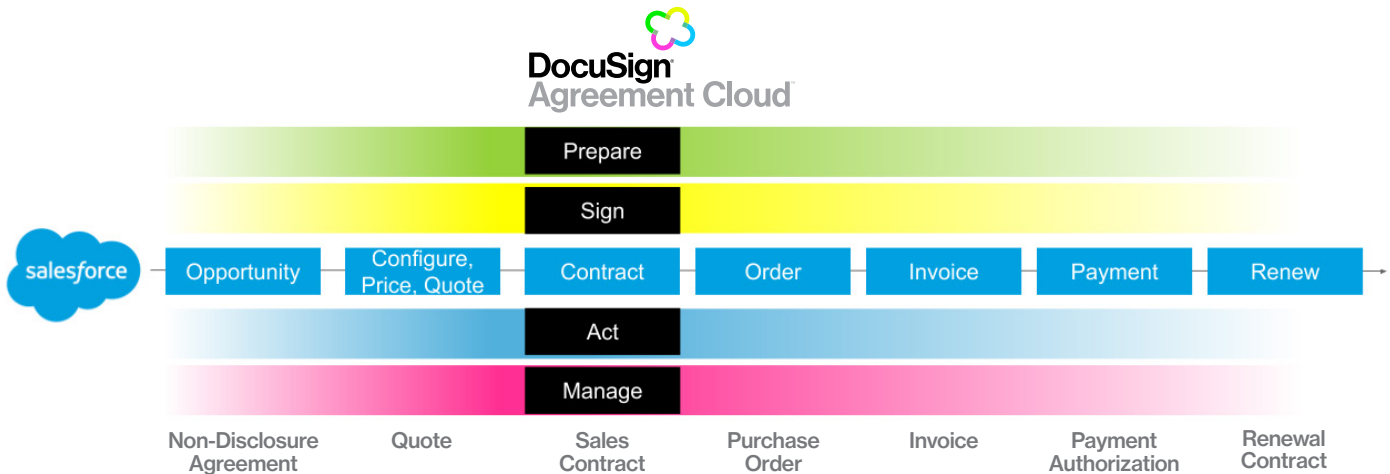 DocuSign
Agreement Cloud™
Prepare
Sign
salesforce
Opportunity
Configure,
Price, Quote
Contract
Order
Invoice
Payment
Renew
Act
Manage
Non-Disclosure
Agreement
Quote
Sales
Contract
Purchase
Order
Invoice
Payment
Authorization
Renewal
Contract